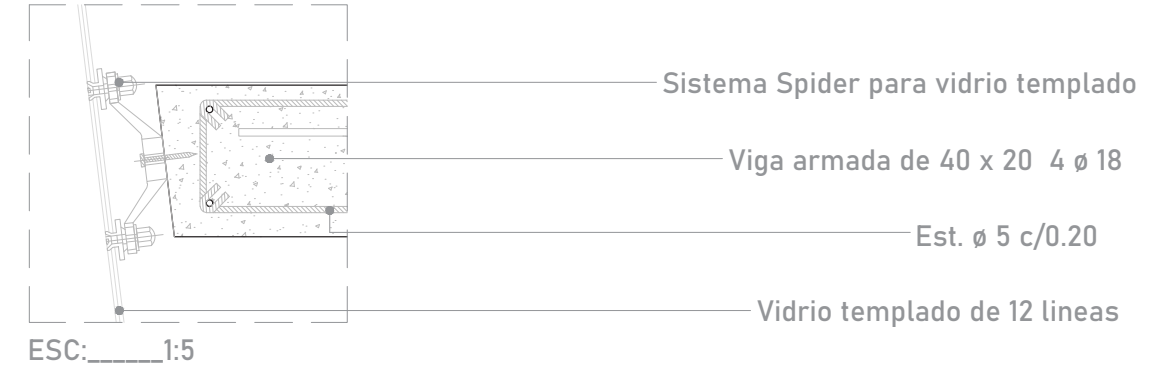 Sistema Spider para vidrio templado
Viga armada de 40 x 20 4 ø 18
Est. ø 5 c/0.20
Vidrio templado de 12 lineas
ESC:______1:5